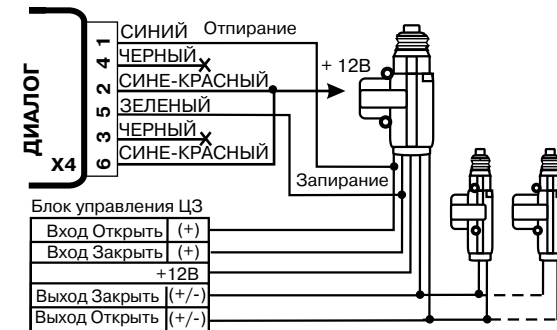 1 СИНИЙ Отпирание
4 ЧЕРНЫЙ
+ 12В
2 СИНЕ-КРАСНЫЙ
ДИАЛОГ
5 ЗЕЛЕНЫЙ
3 ЧЕРНЫЙ
X4
6 СИНЕ-КРАСНЫЙ
Запирание
Блок управления ЦЗ
Вход Открыть (+)
Вход Закрыть (+)
+12В
Выход Закрыть (+/-)
Выход Открыть (+/-)